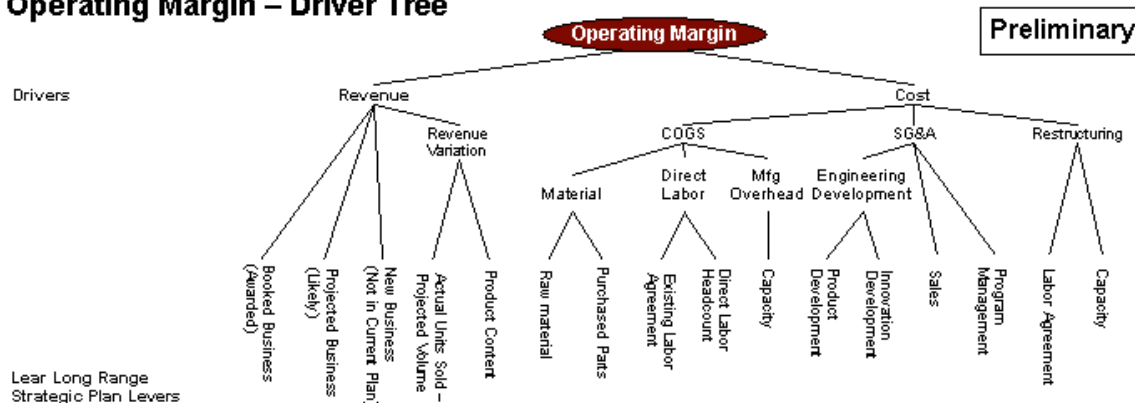 Operating Margin – Driver Tree
Operating Margin
Preliminary
Drivers
Revenue
Cost
Revenue
Variation
COGS
SG&A
Restructuring
Material
Direct
Labor
Mfg
Overhead
Engineering
Development
Booked Business
(Awarded)
Projected Business
(Likely)
New Business
(Not in Current Plan)
Actual Units Sold –
Projected Volume
Product Content
Raw material
Purchased Parts
Existing Labor
Agreement
Direct Labor
Headcount
Capacity
Product
Development
Innovation
Development
Sales
Program
Management
Labor Agreement
Capacity
Lear Long Range
Strategic Plan Levers